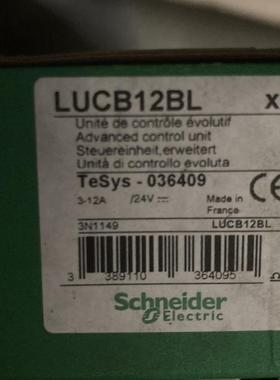 LUCB12BL
x
Unité de contrôle évolutif
Advanced control unit
Steuereinheit, erweitert
Unità di controllo evoluta
TeSys - 036409
3-12A /24V
Made in
France
CE
3N1149 LUCB12BL
3 389110 364095
Schneider
Electric